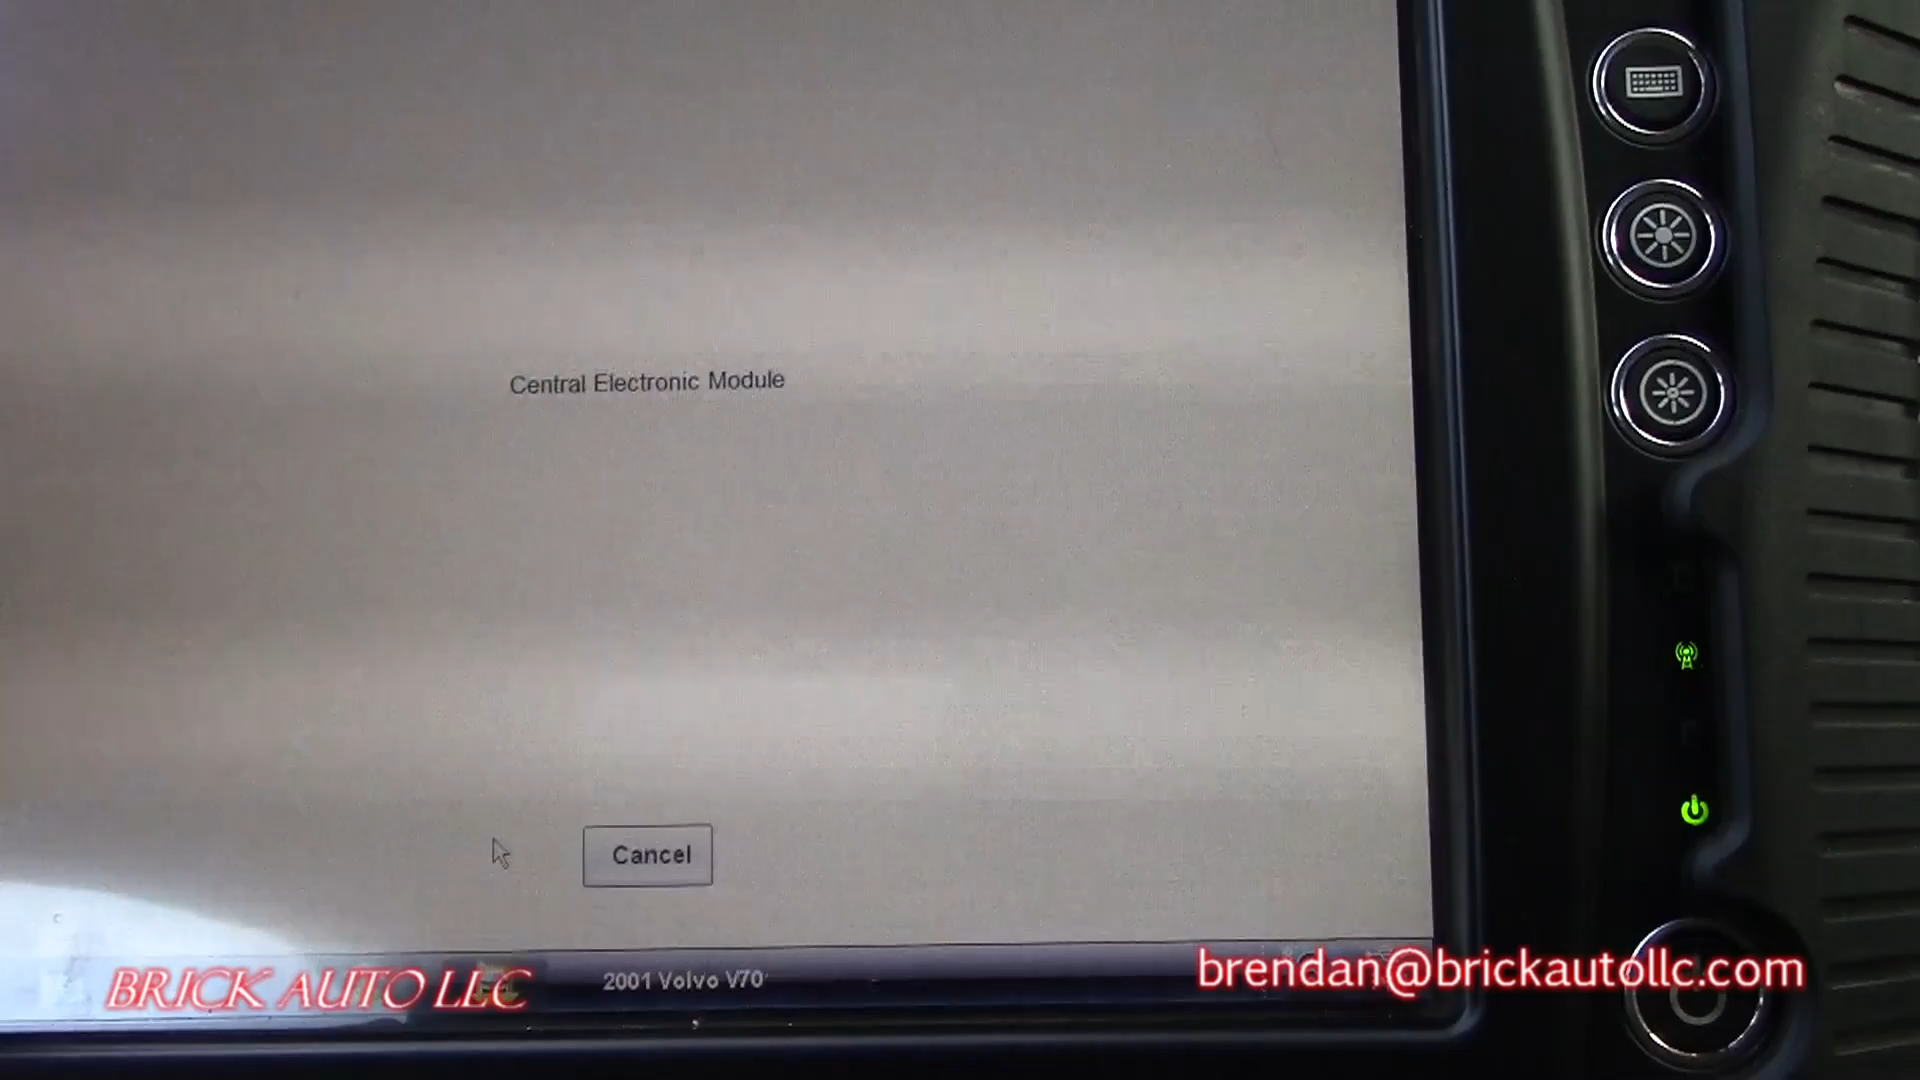 Central Electronic Module
Cancel
2001 Volvo V70
BRICK AUTO LLC
brendan@brickautollc.com